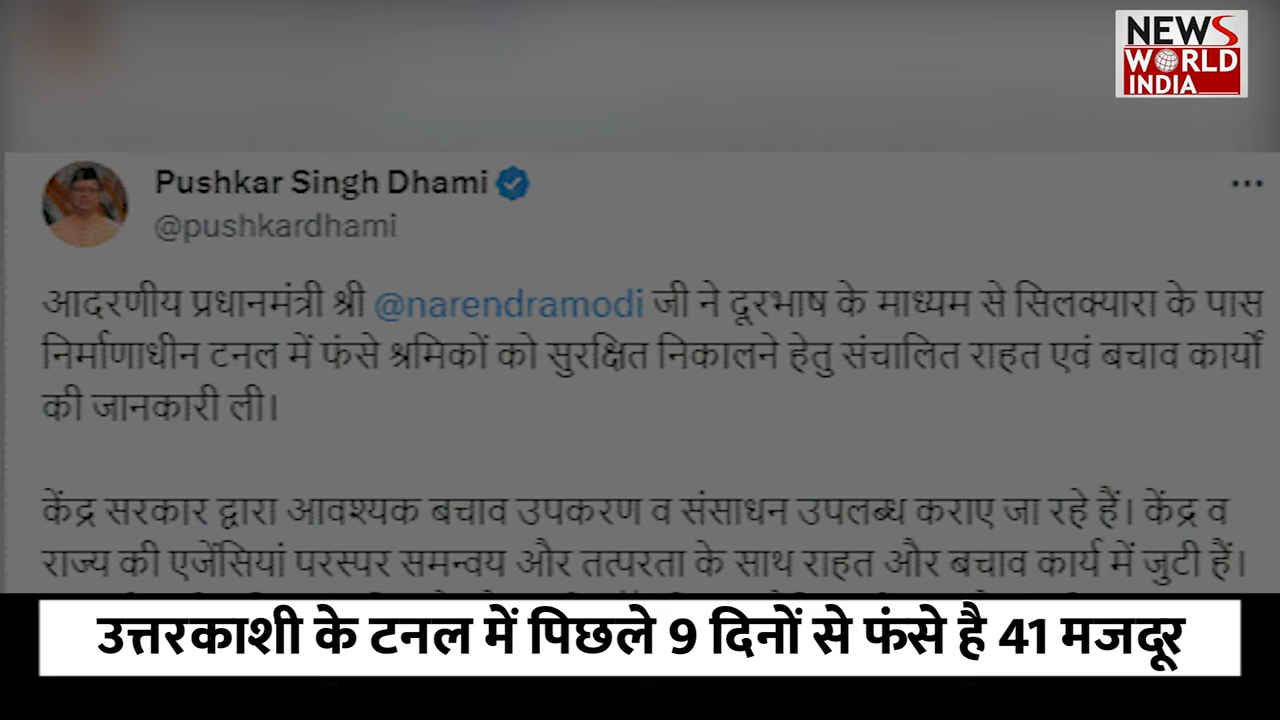 NEWS
WORLD
INDIA
Pushkar Singh Dhami
@pushkardhami
आदरणीय प्रधानमंत्री श्री @narendramodi जी ने दूरभाष के माध्यम से सिलक्यारा के पास
निर्माणाधीन टनल में फंसे श्रमिकों को सुरक्षित निकालने हेतु संचालित राहत एवं बचाव कार्यों
की जानकारी ली।
केंद्र सरकार द्वारा आवश्यक बचाव उपकरण व संसाधन उपलब्ध कराए जा रहे हैं। केंद्र व
राज्य की एजेंसियां परस्पर समन्वय और तत्परता के साथ राहत और बचाव कार्य में जुटी हैं।
उत्तरकाशी के टनल में पिछले 9 दिनों से फंसे है 41 मजदूर